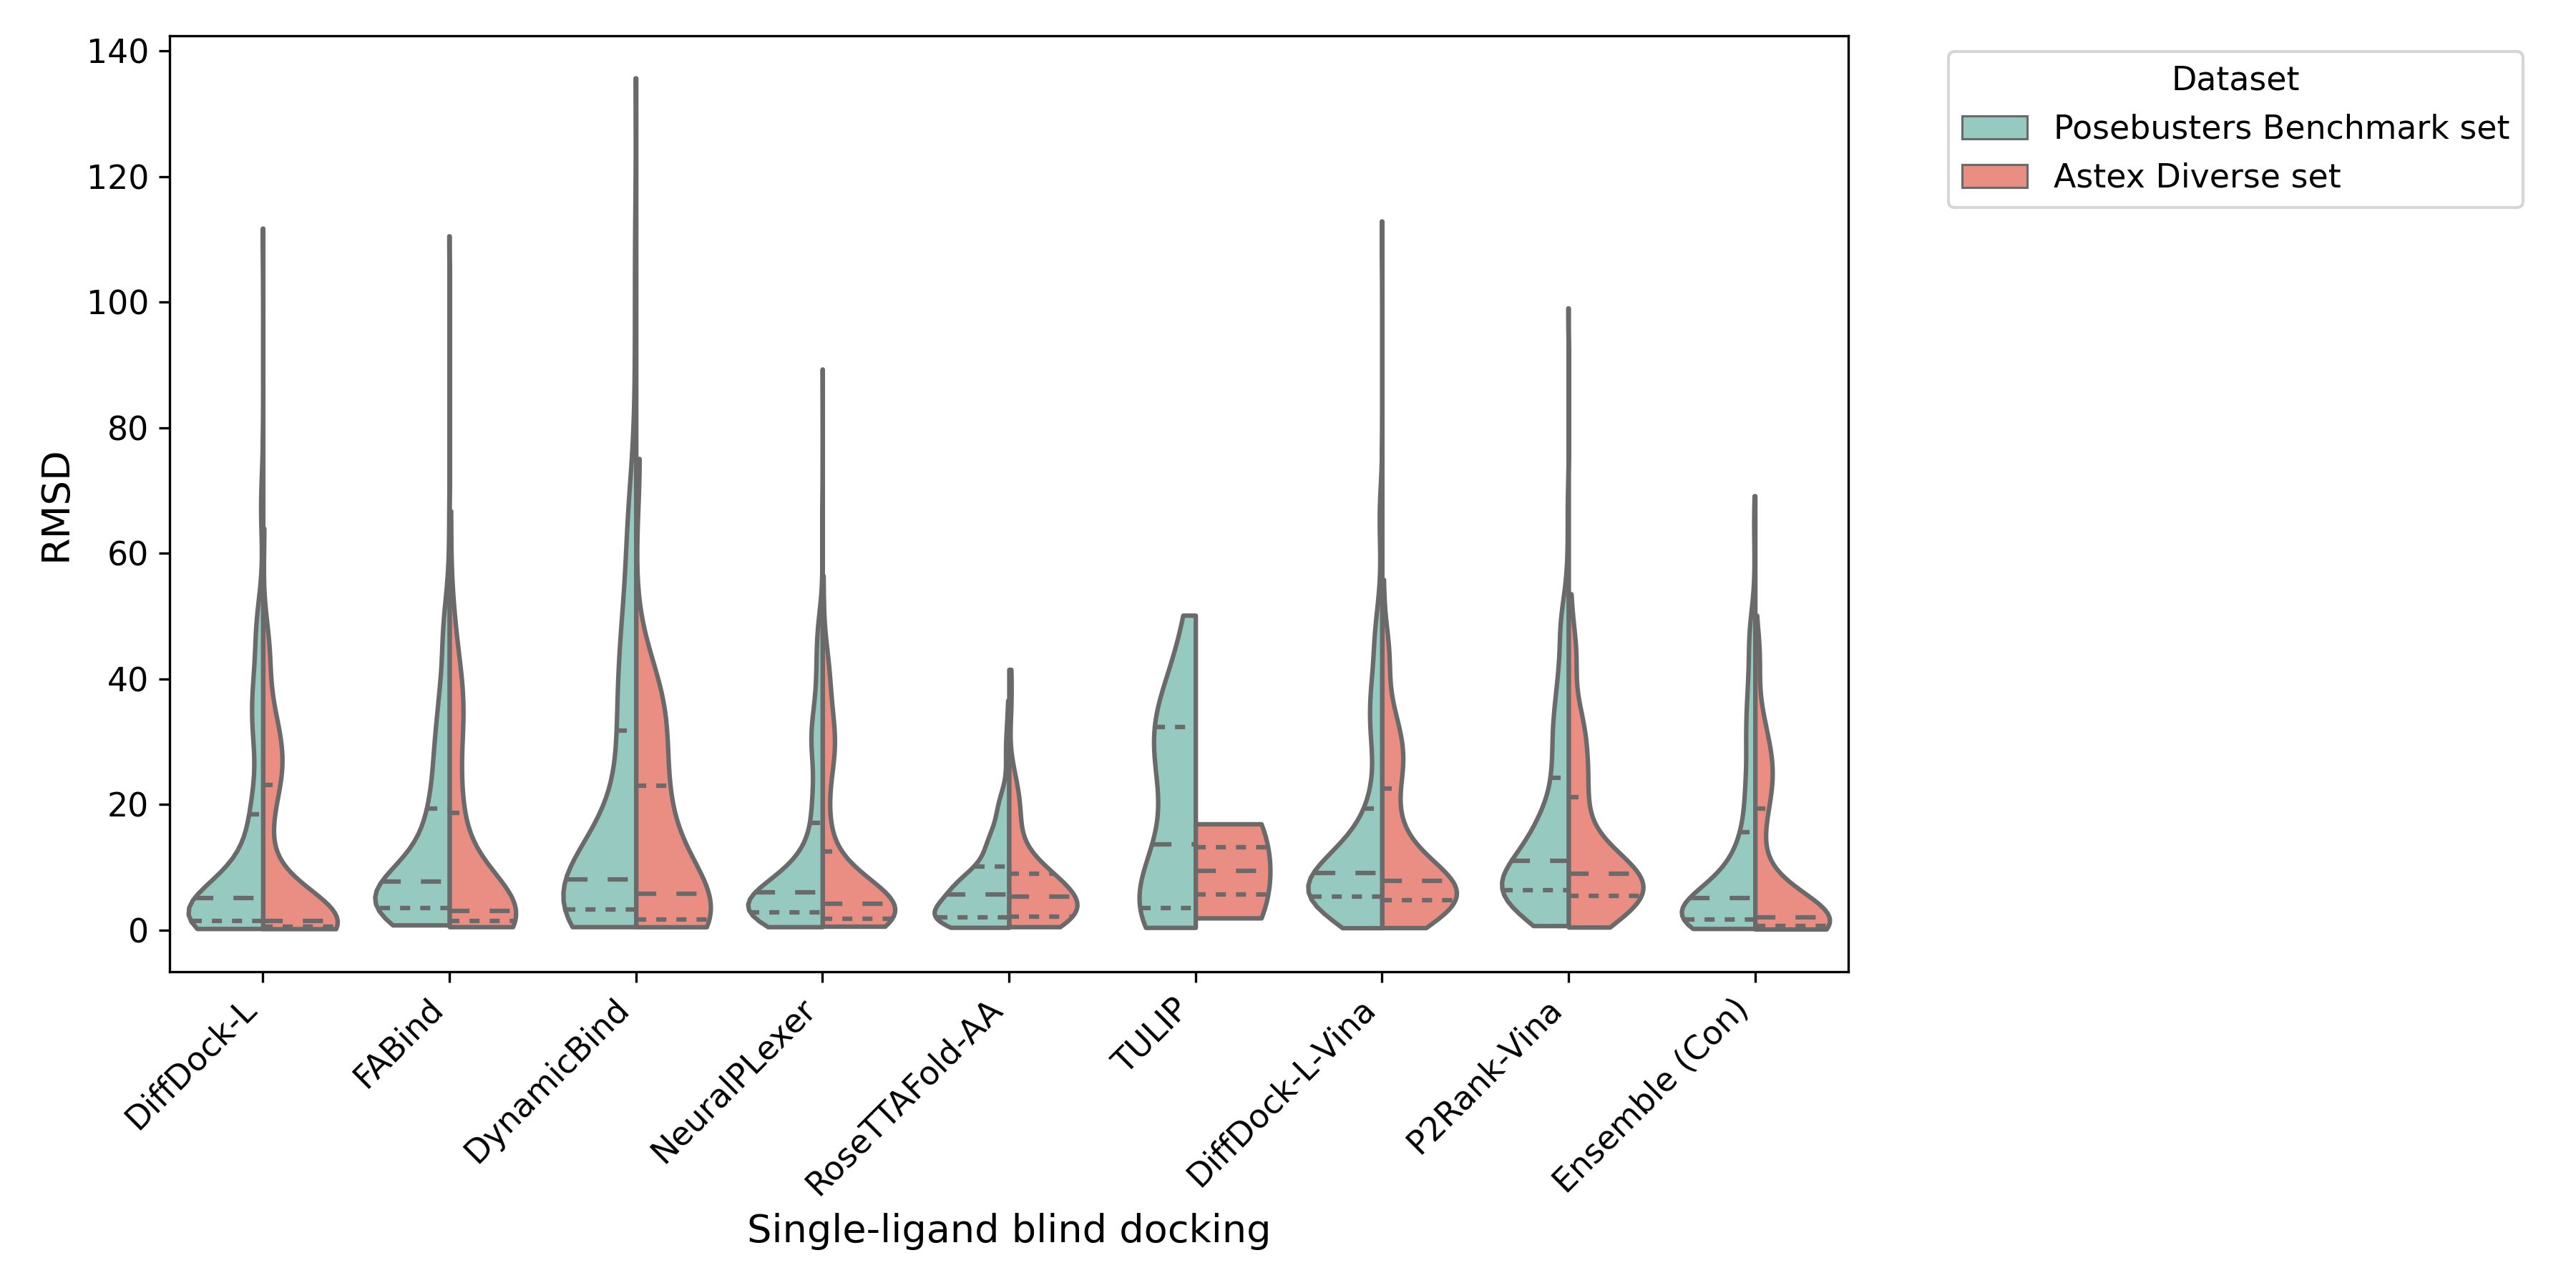 140
120
100
80
60
40
20
0
RMSD
DiffDock-L
FABind
DynamicBind
NeuralPLexer
RoseTTAFold-AA
TULIP
DiffDock-L-Vina
P2Rank-Vina
Ensemble (Con)
Single-ligand blind docking
Dataset
Posebusters Benchmark set
Astex Diverse set